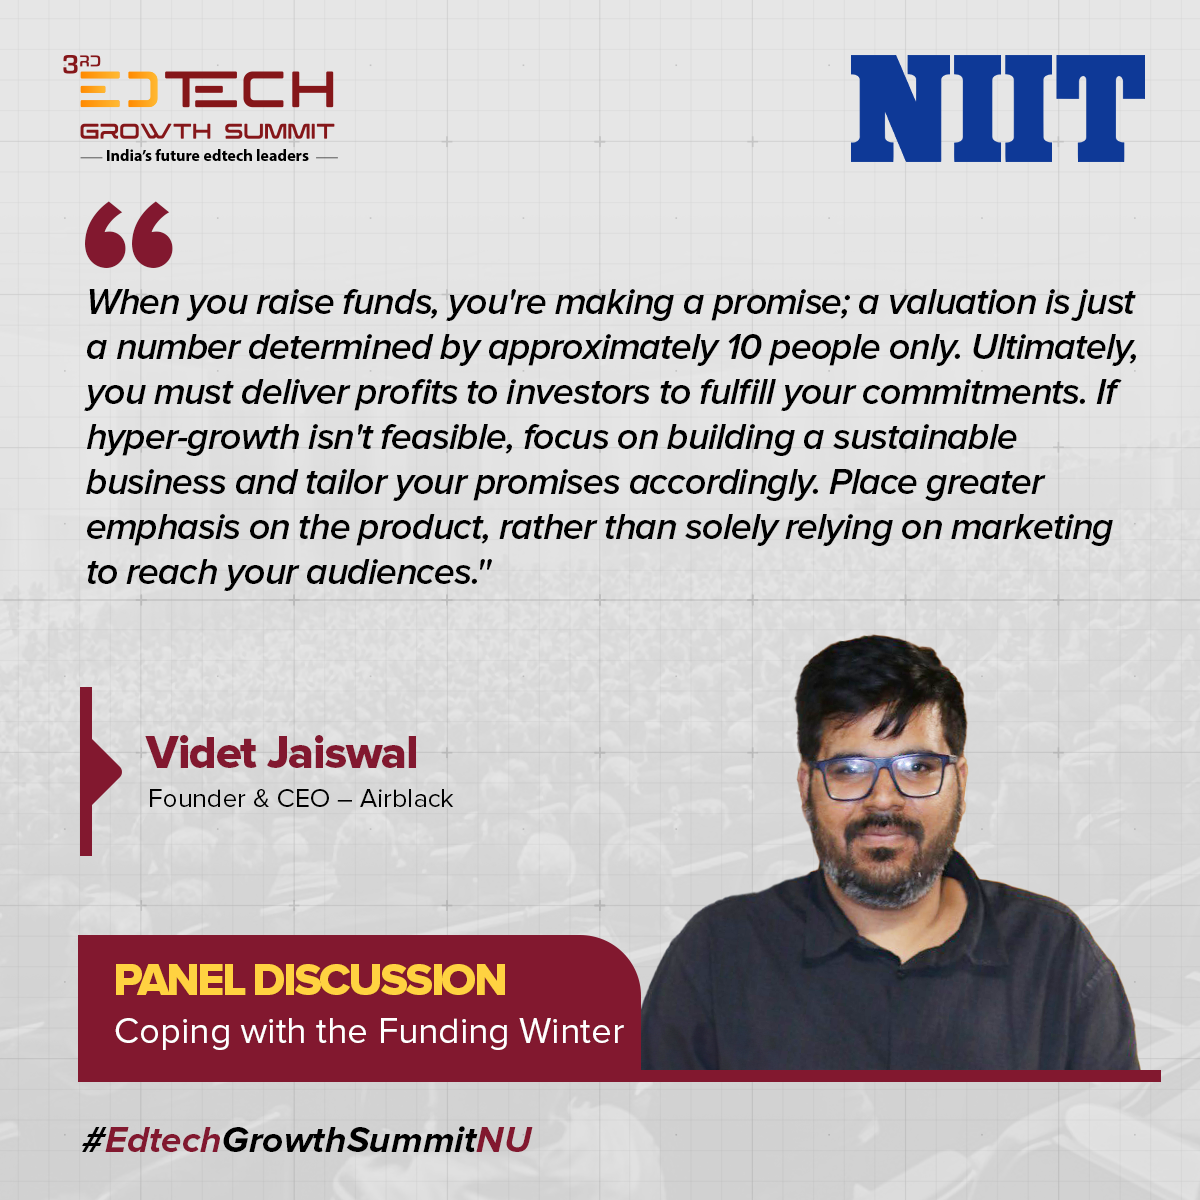 3RD
EDTECH
GROWTH SUMMIT
India's future edtech leaders
NIIT
“
When you raise funds, you're making a promise; a valuation is just
a number determined by approximately 10 people only. Ultimately,
you must deliver profits to investors to fulfill your commitments. If
hyper-growth isn't feasible, focus on building a sustainable
business and tailor your promises accordingly. Place greater
emphasis on the product, rather than solely relying on marketing
to reach your audiences."
Videt Jaiswal
Founder & CEO – Airblack
PANEL DISCUSSION
Coping with the Funding Winter
#EdtechGrowthSummitNU